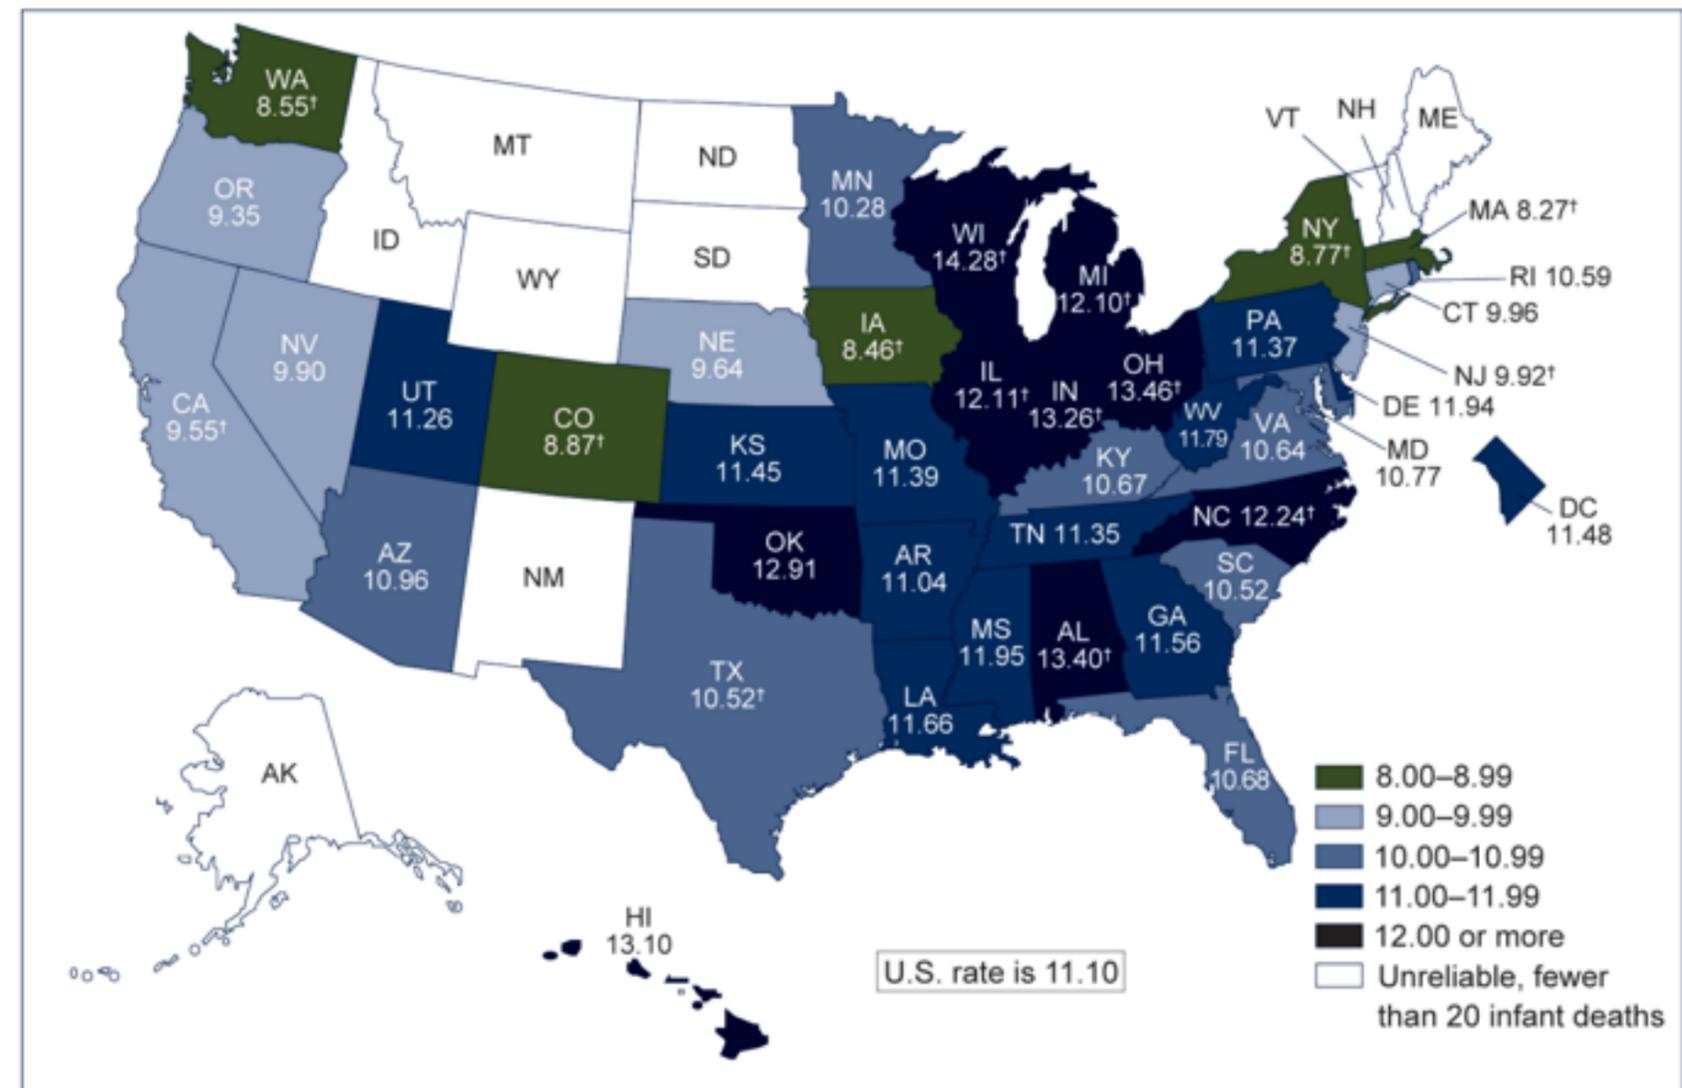 WA
8.55†
OR
9.35
CA
9.55†
NV
9.90
ID
MT
WY
UT
11.26
AZ
10.96
CO
8.87†
NM
ND
SD
NE
9.64
KS
11.45
OK
12.91
TX
10.52†
MN
10.28
IA
8.46†
MO
11.39
AR
11.04
LA
11.66
WI
14.28†
IL
12.11†
MI
12.10†
IN
13.26†
OH
13.46†
KY
10.67
TN 11.35
MS
11.95
AL
13.40†
GA
11.56
FL
10.68
SC
10.52
NC 12.24†
VA
10.64
WV
11.79
PA
11.37
NY
8.77†
VT
NH
ME
MA 8.27†
RI 10.59
CT 9.96
NJ 9.92†
DE 11.94
MD
10.77
DC
11.48
AK
HI
13.10
U.S. rate is 11.10
8.00–8.99
9.00–9.99
10.00–10.99
11.00–11.99
12.00 or more
Unreliable, fewer
than 20 infant deaths